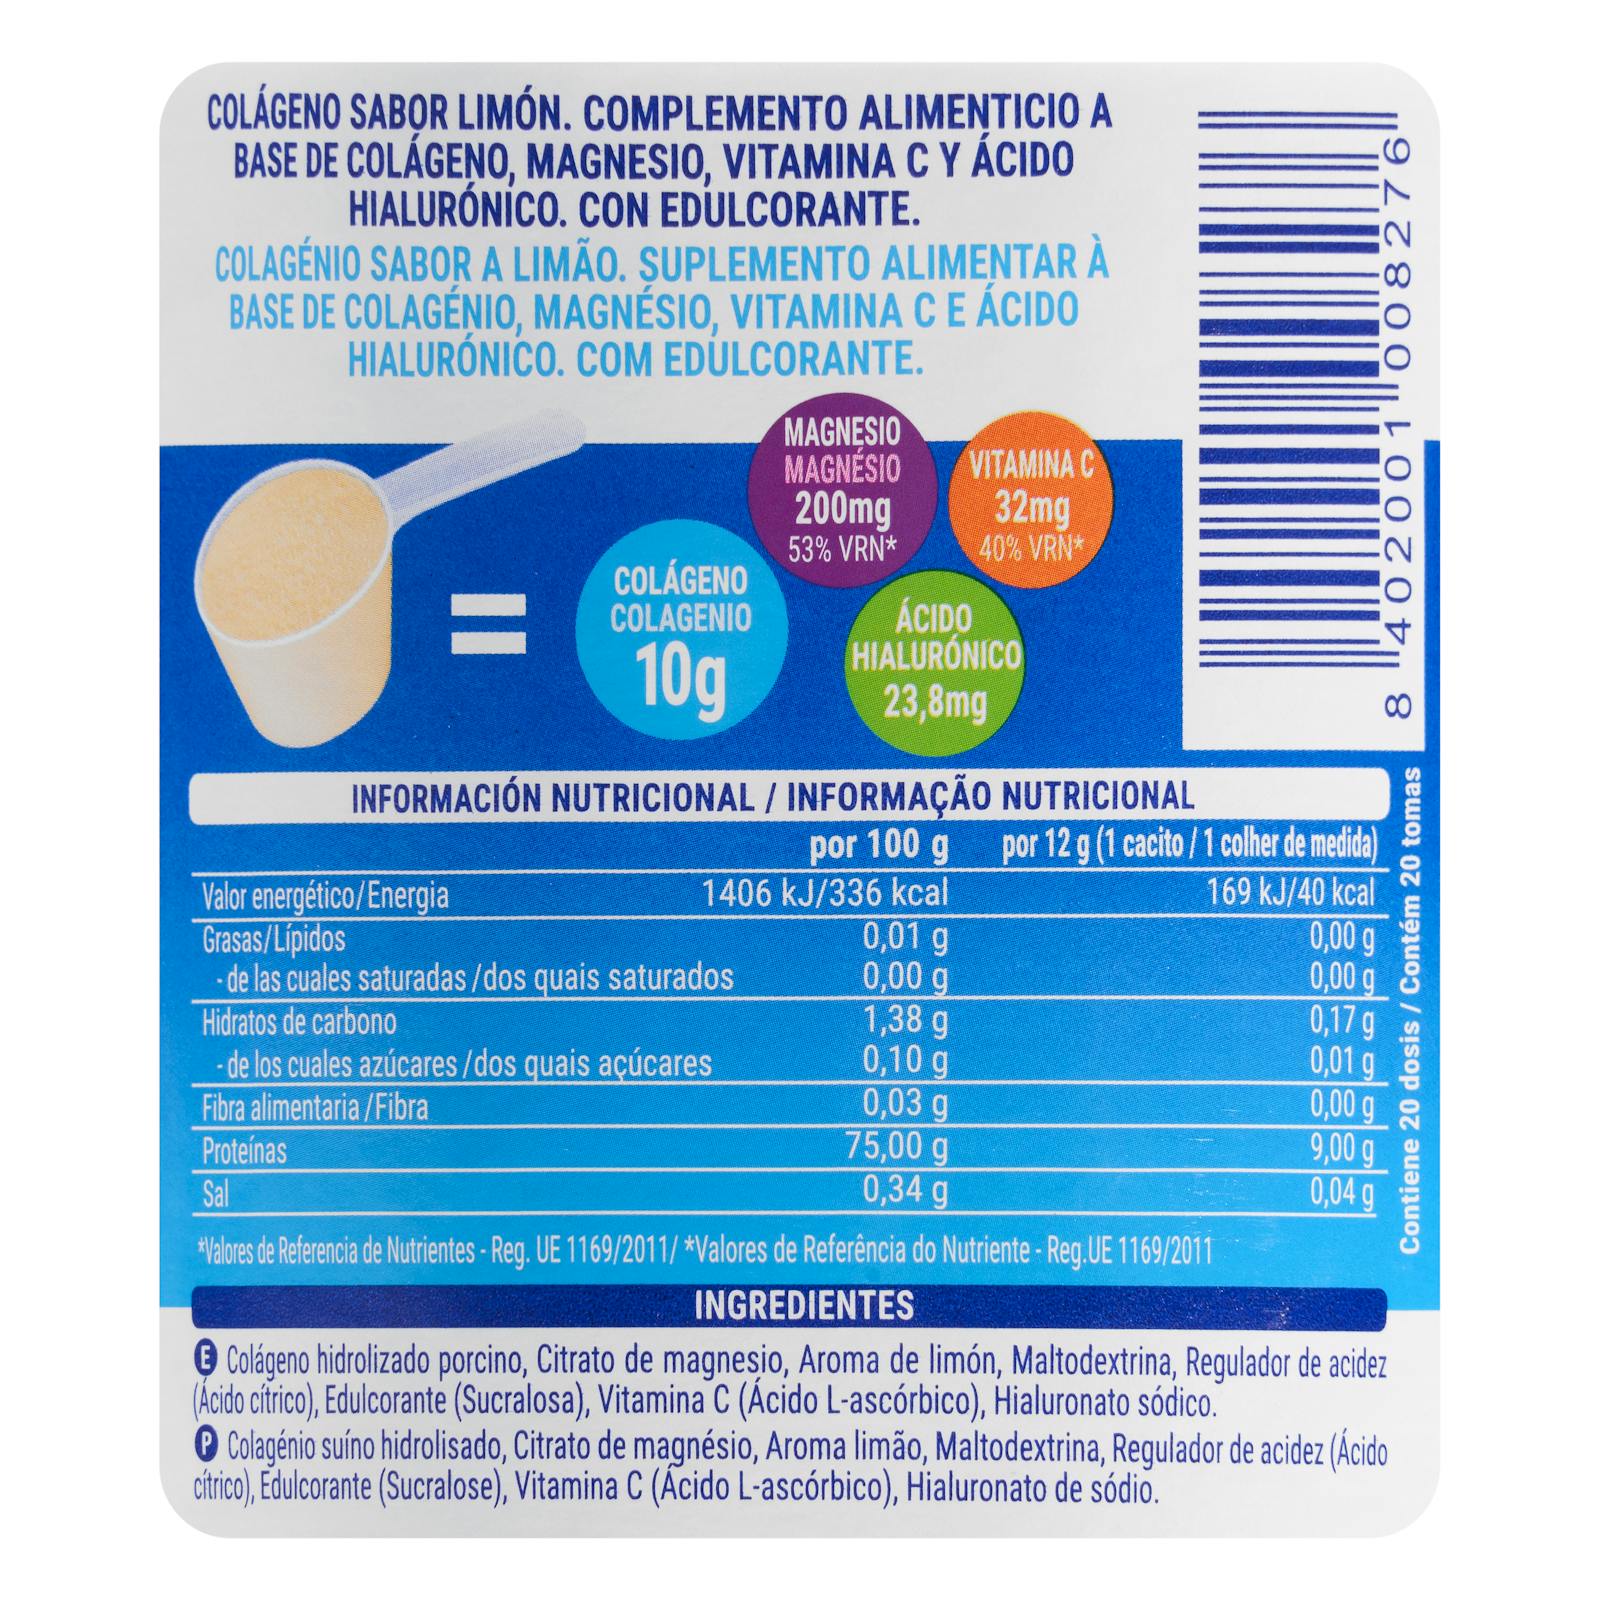 COLÁGENO SABOR LIMÓN. COMPLEMENTO ALIMENTICIO A
BASE DE COLÁGENO, MAGNESIO, VITAMINA C Y ÁCIDO
HIALURÓNICO. CON EDULCORANTE.
COLAGÉNIO SABOR A LIMÃO. SUPLEMENTO ALIMENTAR À
BASE DE COLAGÉNIO, MAGNÉSIO, VITAMINA C E ÁCIDO
HIALURÓNICO. COM EDULCORANTE.
8 402001 008276
MAGNESIO
MAGNÉSIO
200mg
53% VRN*
VITAMINA C
32mg
40% VRN*
=
COLÁGENO
COLAGENIO
10g
ÁCIDO
HIALURÓNICO
23,8mg
INFORMACIÓN NUTRICIONAL / INFORMAÇÃO NUTRICIONAL
por 100 g por 12 g (1 cacito / 1 colher de medida)
Valor energético/Energia 1406 kJ/336 kcal 169 kJ/40 kcal
Grasas/Lípidos 0,01 g 0,00 g
- de las cuales saturadas /dos quais saturados 0,00 g 0,00 g
Hidratos de carbono 1,38 g 0,17 g
- de los cuales azúcares /dos quais açúcares 0,10 g 0,01 g
Fibra alimentaria /Fibra 0,03 g 0,00 g
Proteínas 75,00 g 9,00 g
Sal 0,34 g 0,04 g
*Valores de Referencia de Nutrientes - Reg. UE 1169/2011/ *Valores de Referência do Nutriente - Reg.UE 1169/2011
Contiene 20 dosis / Contém 20 tomas
INGREDIENTES
E Colágeno hidrolizado porcino, Citrato de magnesio, Aroma de limón, Maltodextrina, Regulador de acidez
(Ácido cítrico), Edulcorante (Sucralosa), Vitamina C (Ácido L-ascórbico), Hialuronato sódico.
P Colagénio suíno hidrolisado, Citrato de magnésio, Aroma limão, Maltodextrina, Regulador de acidez (Ácido
cítrico), Edulcorante (Sucralose), Vitamina C (Ácido L-ascórbico), Hialuronato de sódio.